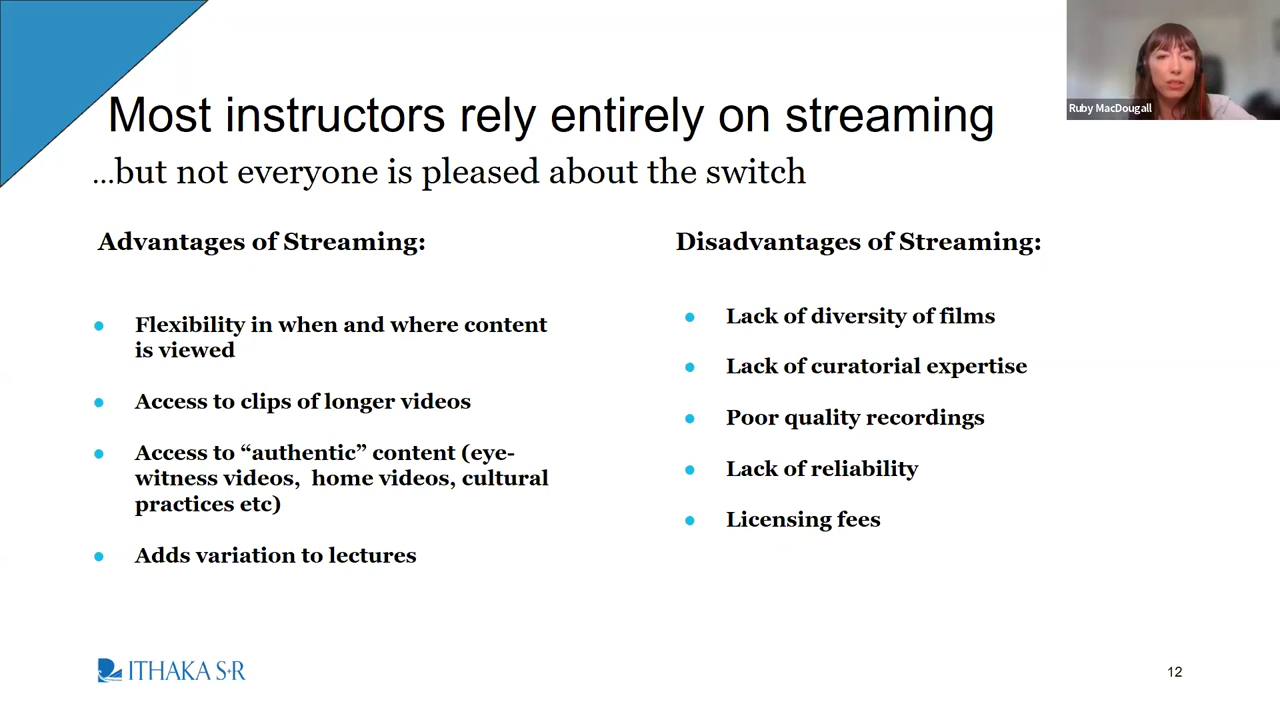 Most instructors rely entirely on streaming
...but not everyone is pleased about the switch
Advantages of Streaming:
● Flexibility in when and where content
is viewed
● Access to clips of longer videos
● Access to “authentic” content (eye-
witness videos,  home videos, cultural
practices etc)
● Adds variation to lectures
Disadvantages of Streaming:
● Lack of diversity of films
● Lack of curatorial expertise
● Poor quality recordings
● Lack of reliability
● Licensing fees
Ruby MacDougall
ITHAKA S+R
12